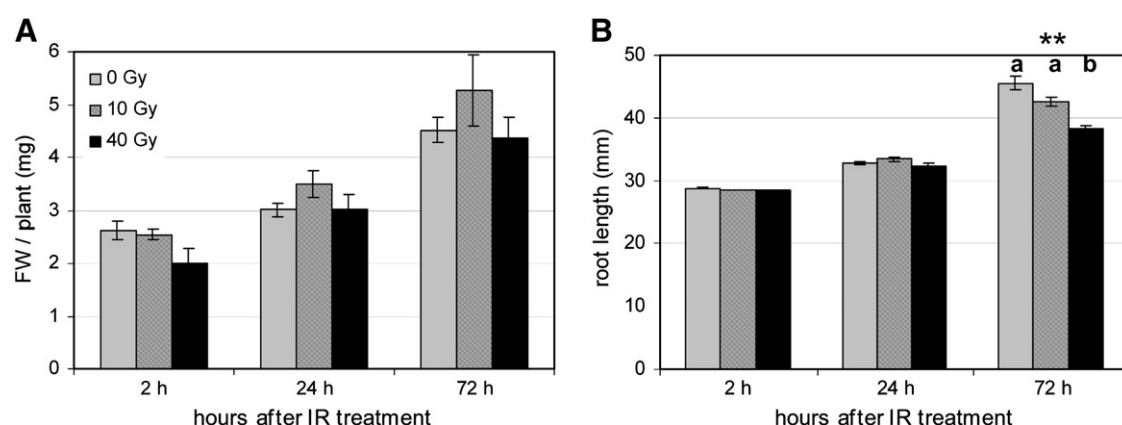 A
6
5
4
3
2
1
0
FW / plant (mg)
0 Gy
10 Gy
40 Gy
2 h 24 h 72 h
hours after IR treatment
B
50
40
30
20
10
0
root length (mm)
**
a a b
2 h 24 h 72 h
hours after IR treatment